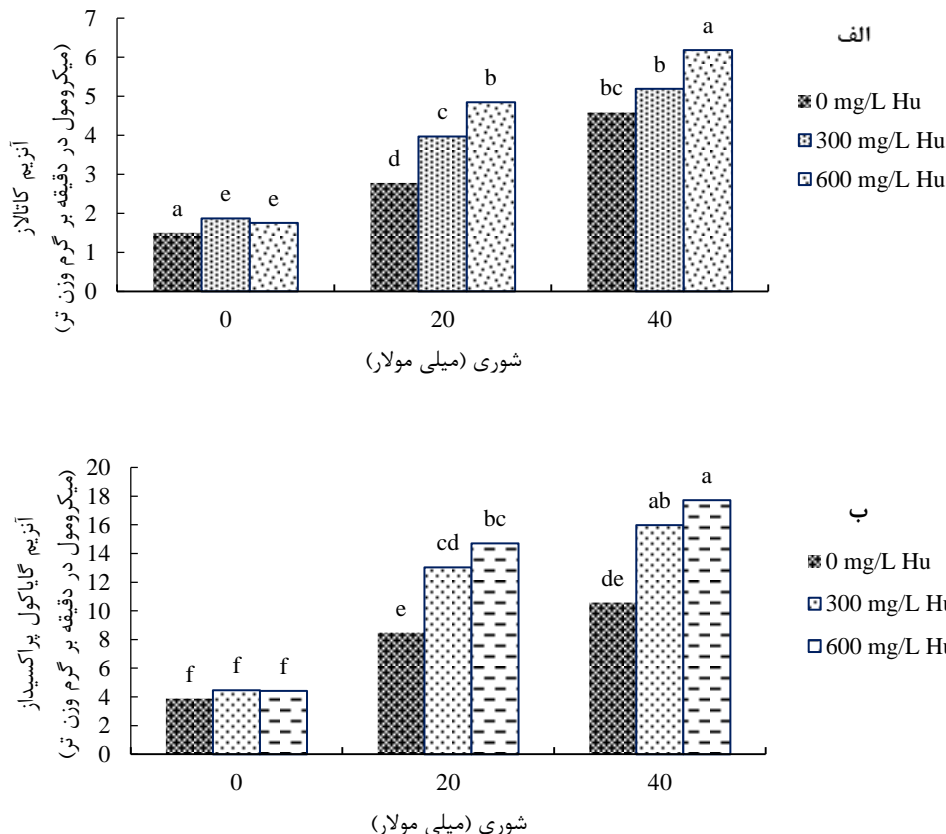 الف
آنزیم کاتالاز
(میکرومول در دقیقه بر گرم وزن تر)
7
6
5
4
3
2
1
0
a e e
d c b
bc b a
0 20 40
شوری (میلی مولار)
0 mg/L Hu
300 mg/L Hu
600 mg/L Hu
ب
آنزیم گایاکول پراکسیداز
(میکرومول در دقیقه بر گرم وزن تر)
20
18
16
14
12
10
8
6
4
2
0
f f f
e cd bc
de ab a
0 20 40
شوری (میلی مولار)
0 mg/L Hu
300 mg/L Hu
600 mg/L Hu